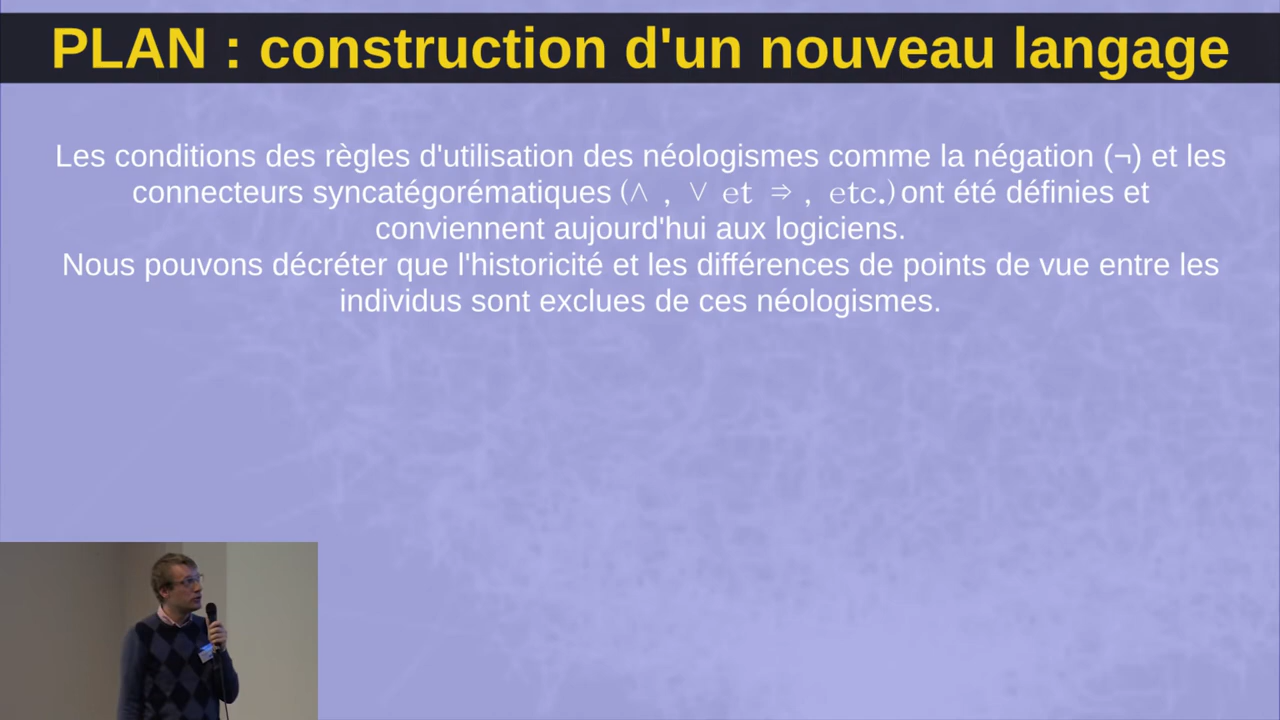 PLAN : construction d'un nouveau langage
Les conditions des règles d'utilisation des néologismes comme la négation (¬) et les
connecteurs syncatégorématiques (∧ , ∨ et ⇒ , etc.) ont été définies et
conviennent aujourd'hui aux logiciens.
Nous pouvons décréter que l'historicité et les différences de points de vue entre les
individus sont exclues de ces néologismes.